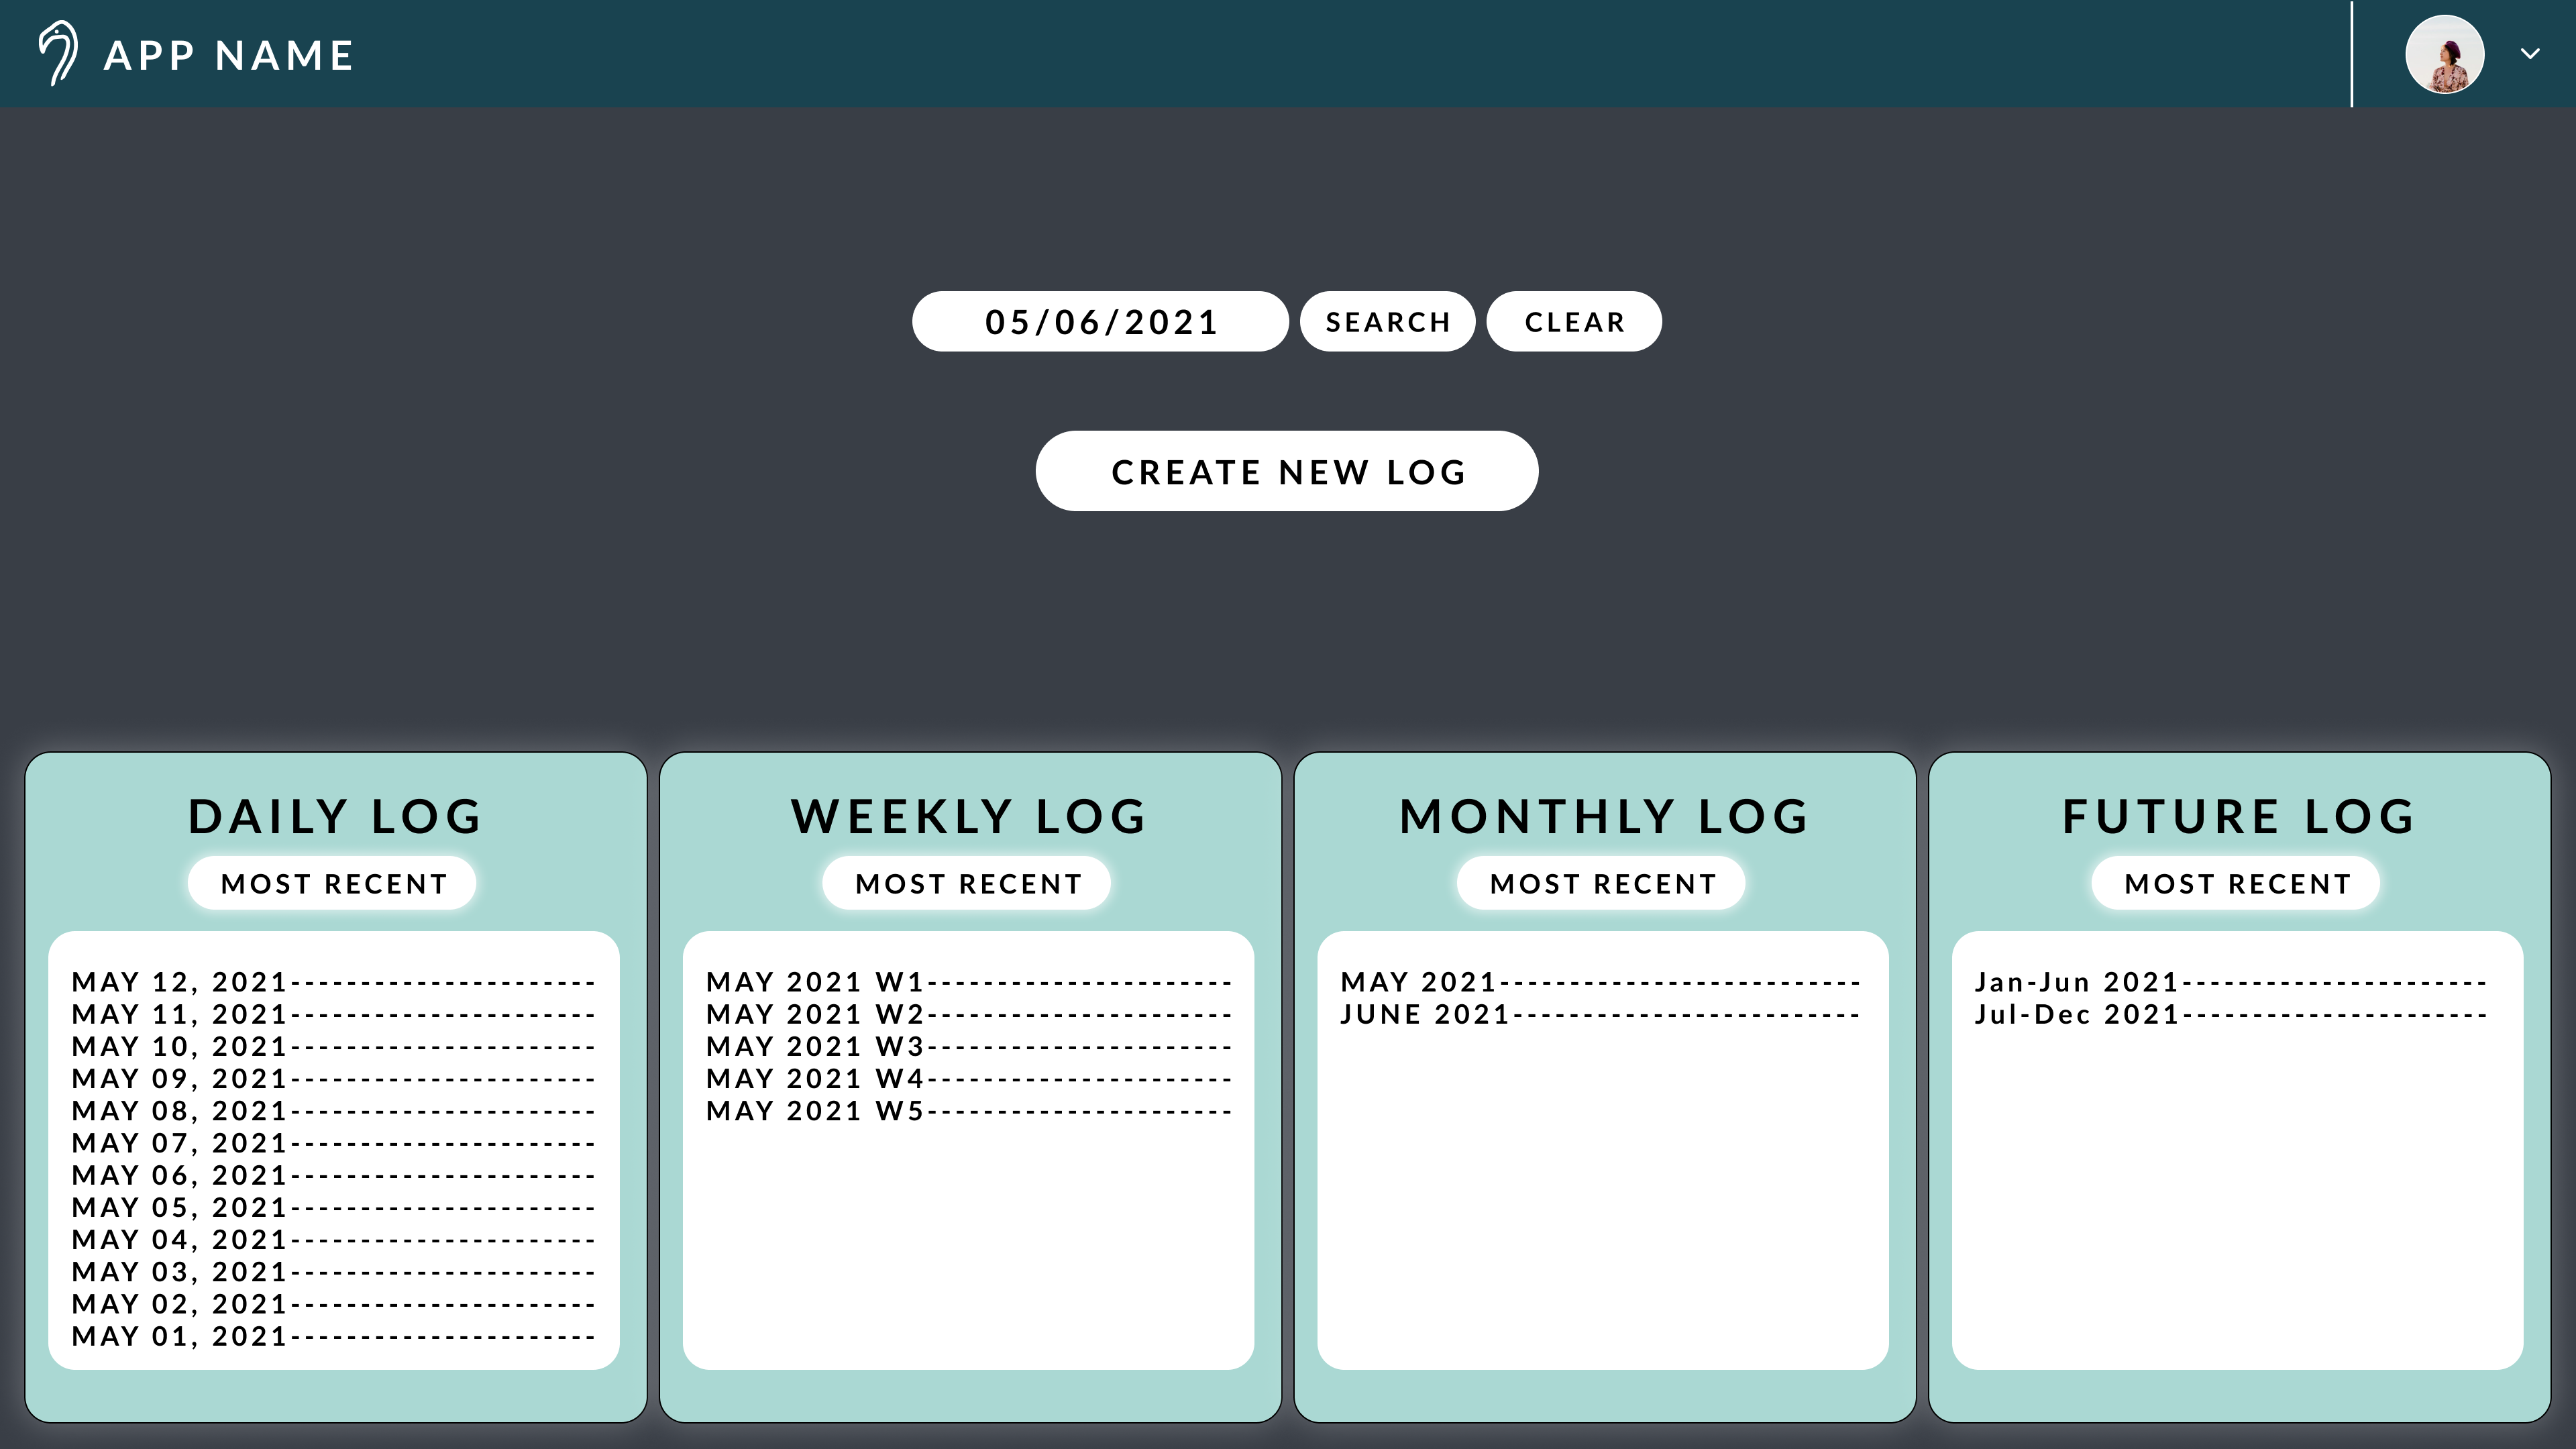 APP NAME
05/06/2021 SEARCH CLEAR
CREATE NEW LOG
DAILY LOG
MOST RECENT
MAY 12, 2021----------------------
MAY 11, 2021----------------------
MAY 10, 2021----------------------
MAY 09, 2021----------------------
MAY 08, 2021----------------------
MAY 07, 2021----------------------
MAY 06, 2021----------------------
MAY 05, 2021----------------------
MAY 04, 2021----------------------
MAY 03, 2021----------------------
MAY 02, 2021----------------------
MAY 01, 2021----------------------
WEEKLY LOG
MOST RECENT
MAY 2021 W1----------------------
MAY 2021 W2----------------------
MAY 2021 W3----------------------
MAY 2021 W4----------------------
MAY 2021 W5----------------------
MONTHLY LOG
MOST RECENT
MAY 2021--------------------------
JUNE 2021-------------------------
FUTURE LOG
MOST RECENT
Jan-Jun 2021----------------------
Jul-Dec 2021----------------------